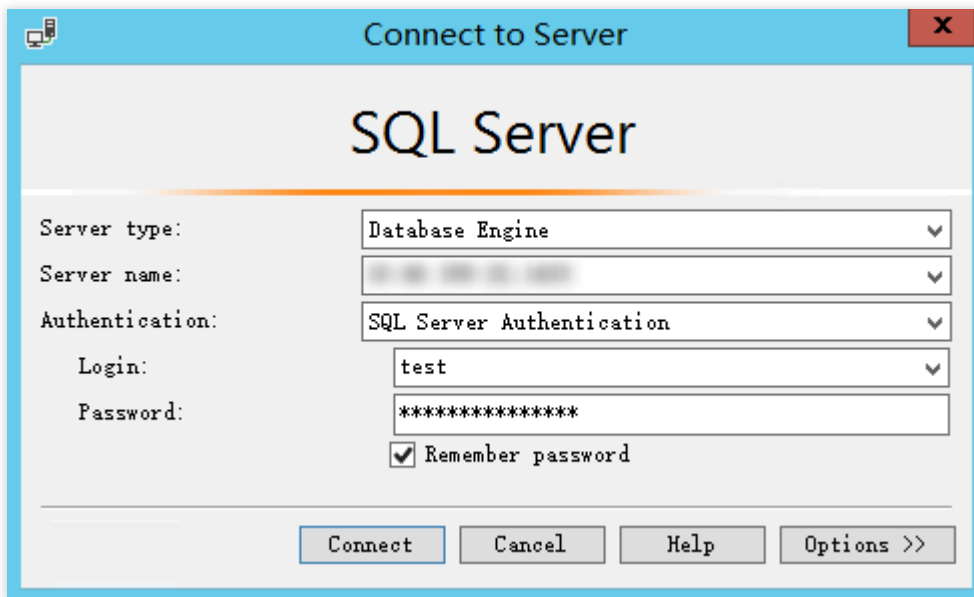 Connect to Server
X
SQL Server
Server type: Database Engine
Server name:
Authentication: SQL Server Authentication
Login: test
Password: ***************
Remember password
Connect Cancel Help Options >>